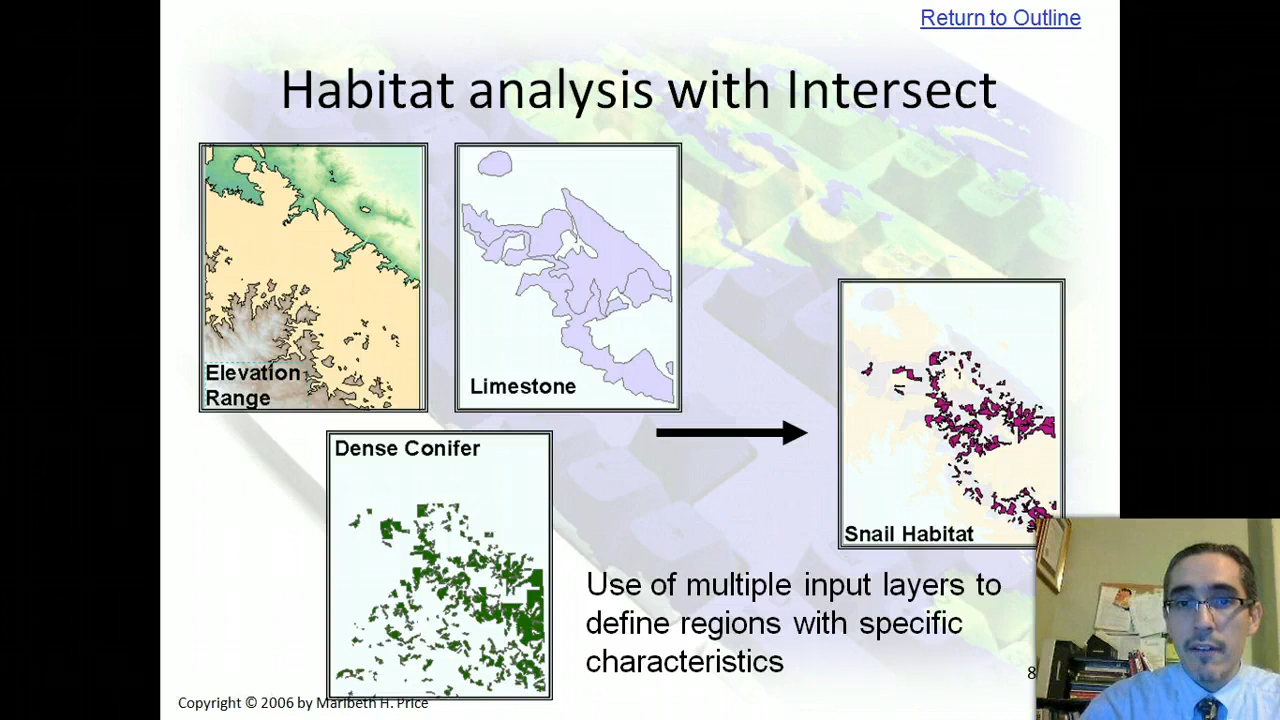 Return to Outline
Habitat analysis with Intersect
Elevation
Range
Limestone
Dense Conifer
Snail Habitat
Use of multiple input layers to
define regions with specific
characteristics
8
Copyright © 2006 by Maribeth H. Price